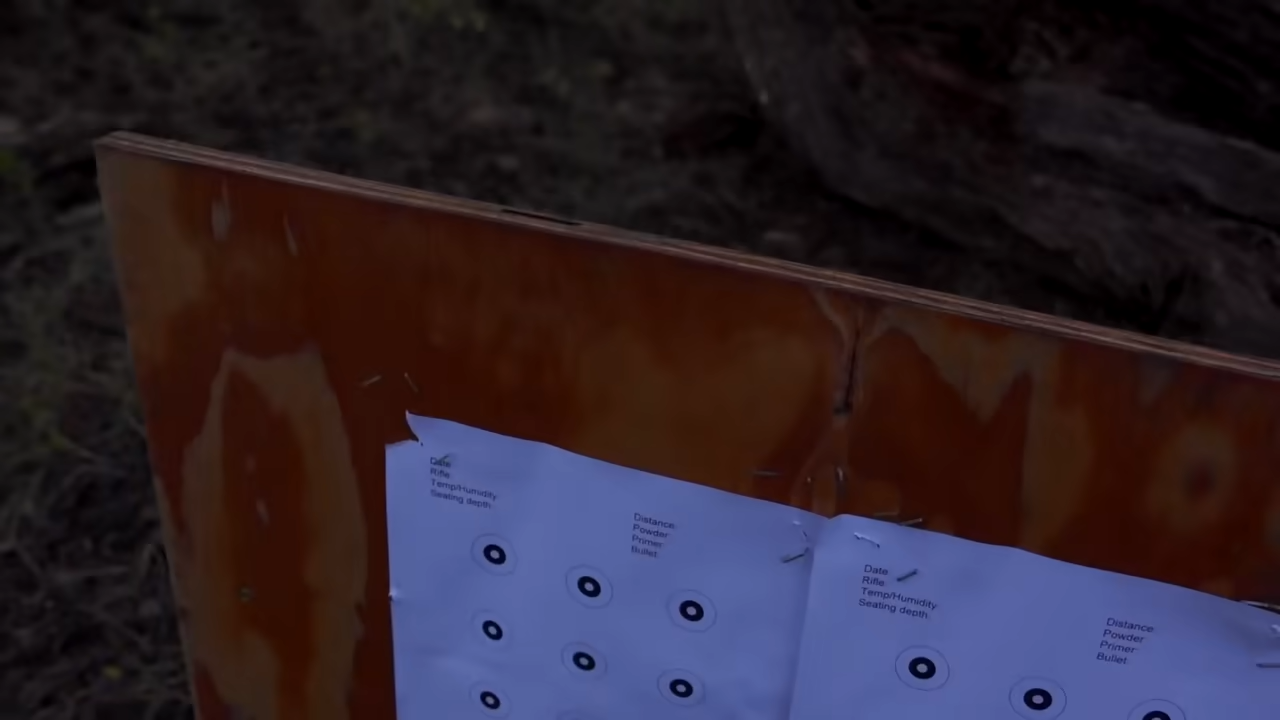 Date
Rifle:
Temp/Humidity:
Seating depth:
Distance:
Powder:
Primer:
Bullet:
Date
Rifle:
Temp/Humidity:
Seating depth:
Distance:
Powder:
Primer:
Bullet: